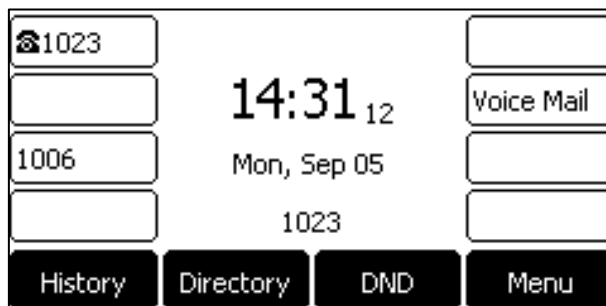 ☎1023
14:31 12
Voice Mail
1006
Mon, Sep 05
1023
History Directory DND Menu